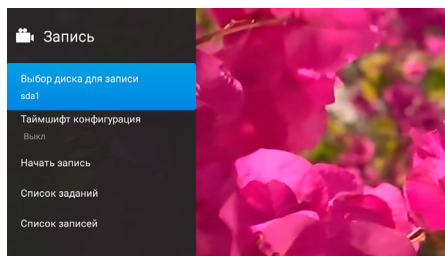 Запись
Выбор диска для записи
sda1
Таймшифт конфигурация
Выкл
Начать запись
Список заданий
Список записей